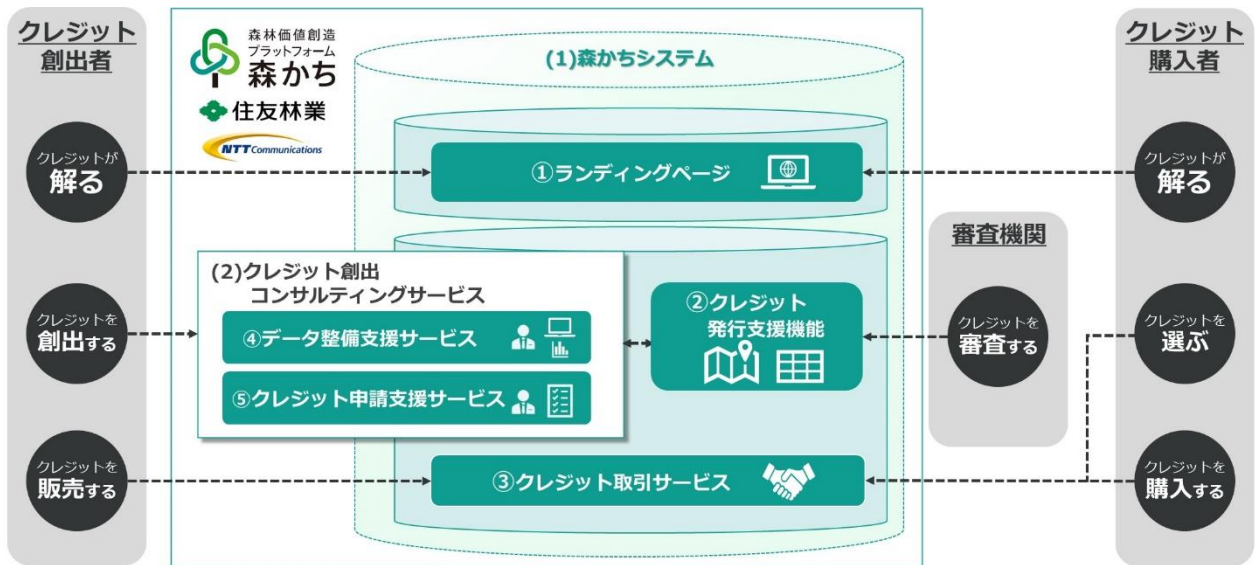 クレジット
創出者
クレジットが
解る
クレジットを
創出する
クレジットを
販売する
森林価値創造
プラットフォーム
森かち
住友林業
NTT Communications
(1)森かちシステム
①ランディングページ
(2)クレジット創出
コンサルティングサービス
④データ整備支援サービス
⑤クレジット申請支援サービス
②クレジット
発行支援機能
③クレジット取引サービス
審査機関
クレジットを
審査する
クレジット
購入者
クレジットが
解る
クレジットを
選ぶ
クレジットを
購入する